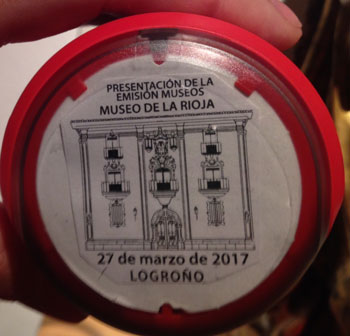 PRESENTACIÓN DE LA
EMISIÓN MUSEOS
MUSEO DE LA RIOJA
27 de marzo de 2017
LOGROÑO